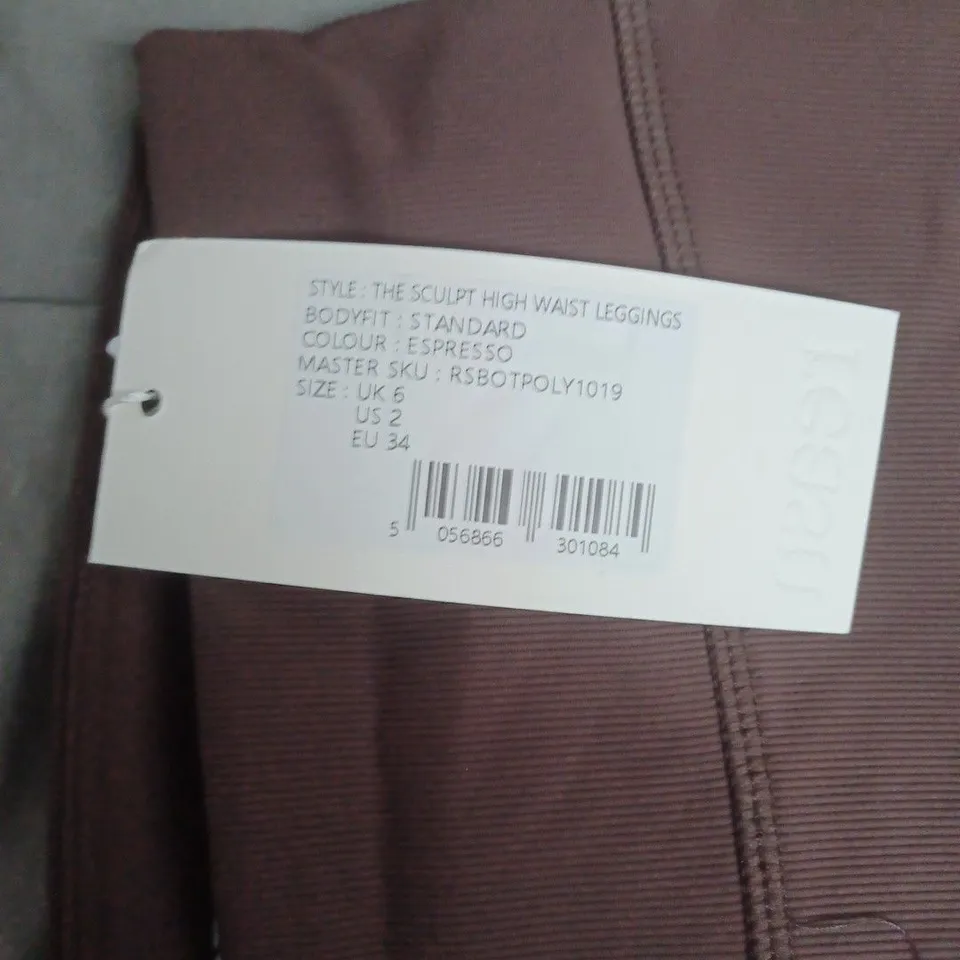 STYLE : THE SCULPT HIGH WAIST LEGGINGS
BODYFIT : STANDARD
COLOUR : ESPRESSO
MASTER SKU : RSBOTPOLY1019
SIZE : UK 6
US 2
EU 34
5 056866 301084